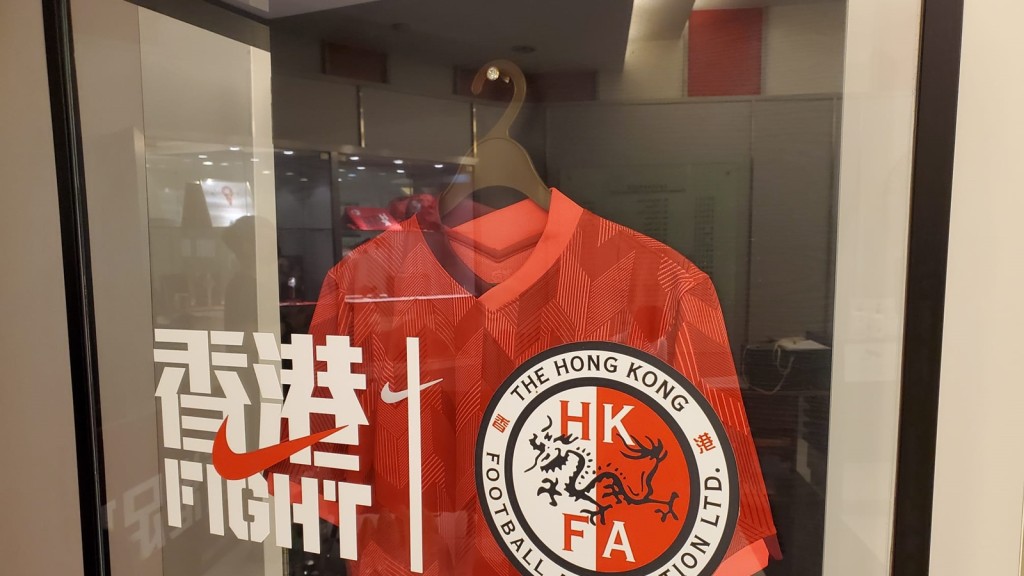 香港
FIGHT
THE HONG KONG
香 港
HK
FA
FOOTBALL
LTD.